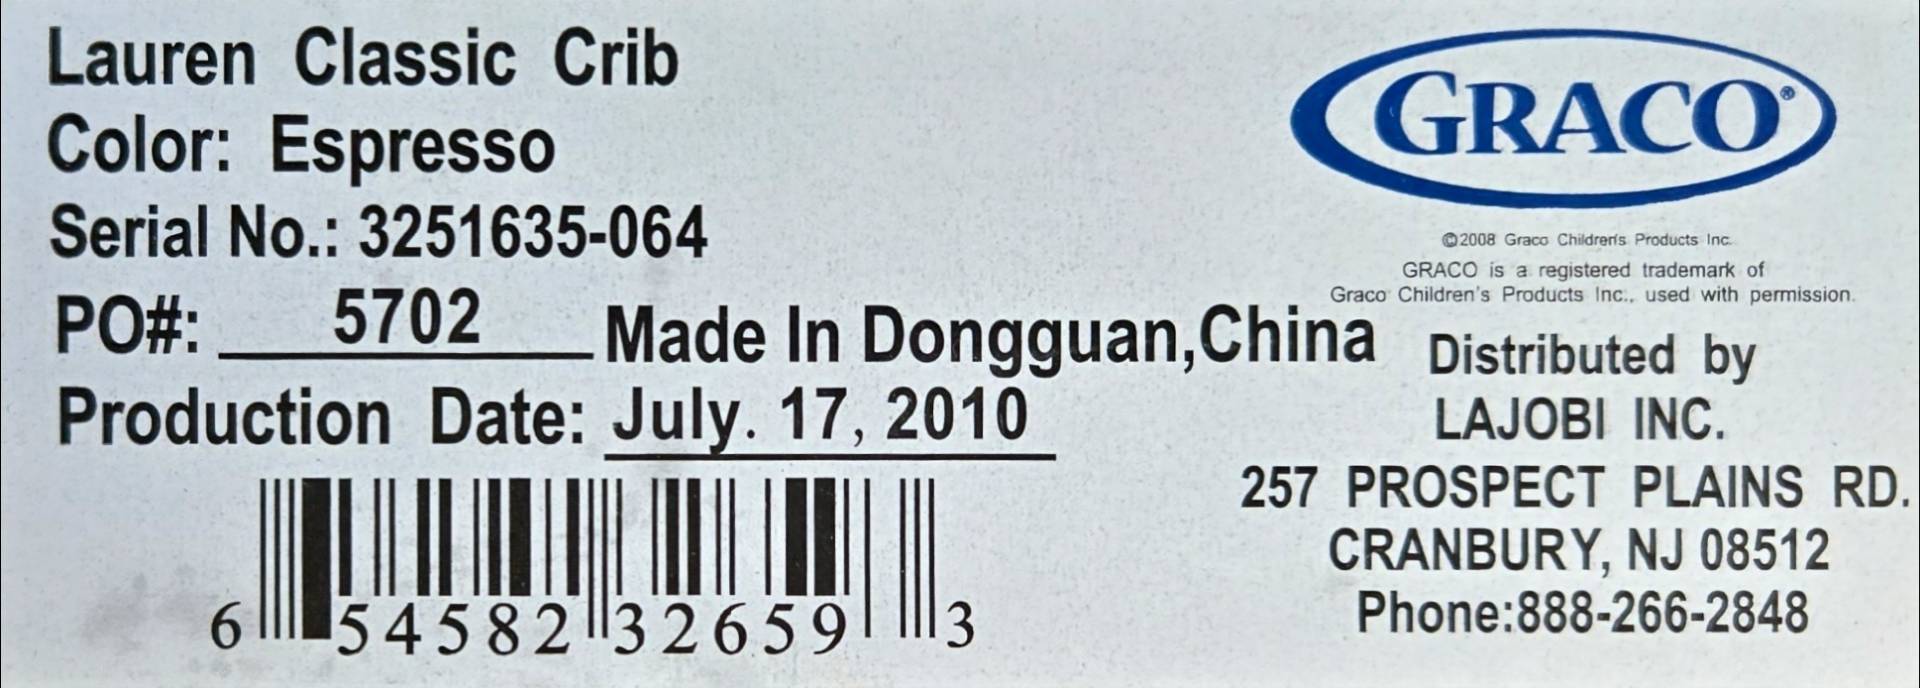 Lauren Classic Crib
Color: Espresso
Serial No.: 3251635-064
PO#: 5702 Made In Dongguan,China
Production Date: July. 17, 2010
6 54582 32659 3
GRACO®
©2008 Graco Children's Products Inc.
GRACO is a registered trademark of
Graco Children's Products Inc., used with permission.
Distributed by
LAJOBI INC.
257 PROSPECT PLAINS RD.
CRANBURY, NJ 08512
Phone:888-266-2848